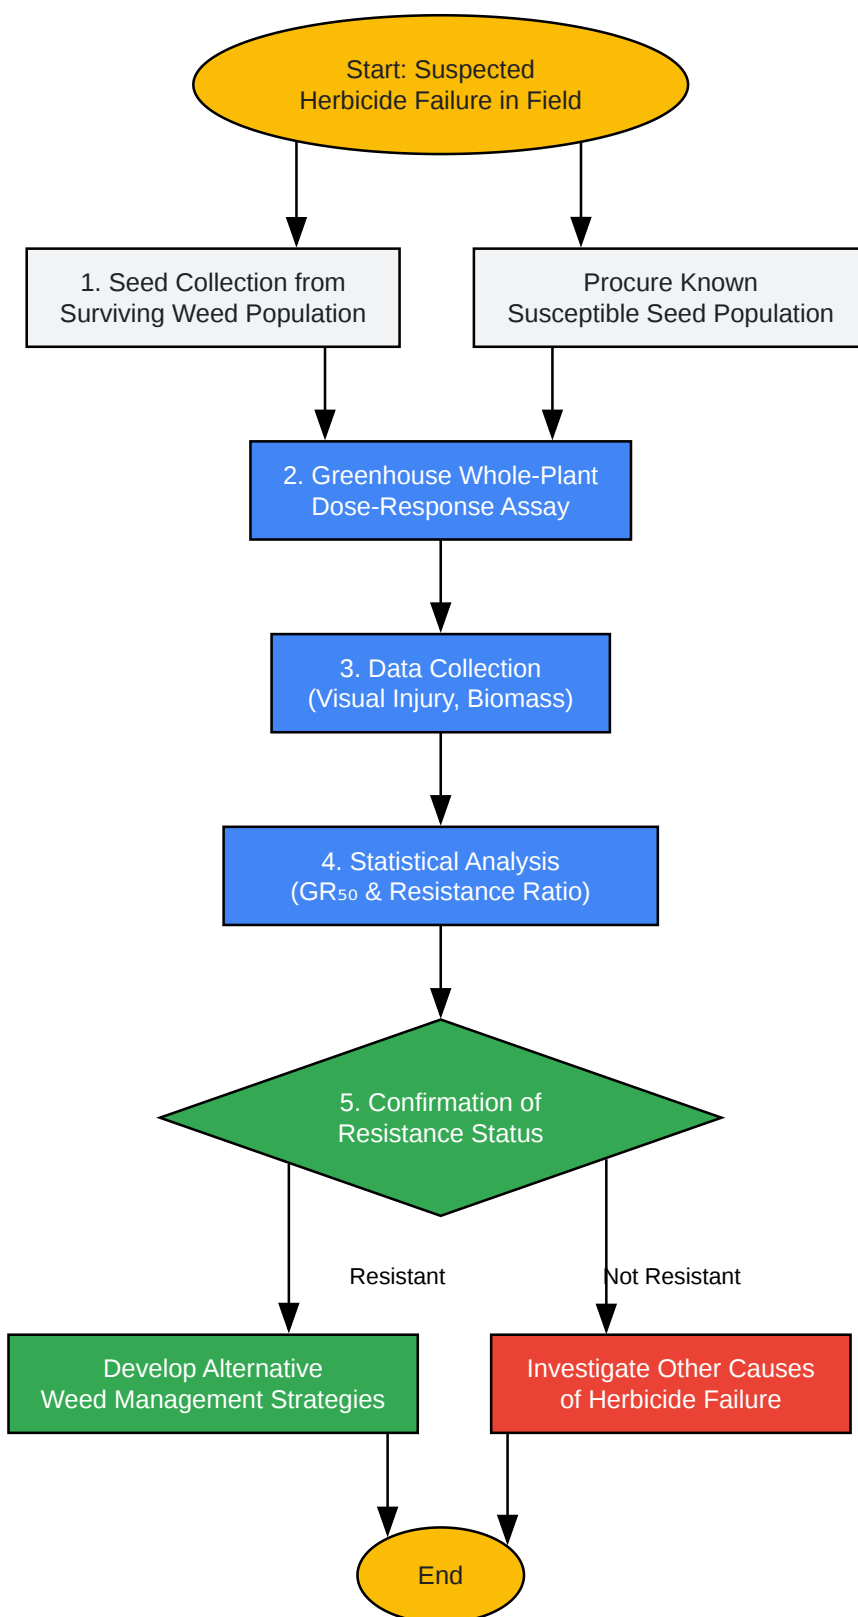 Start: Suspected
Herbicide Failure in Field
1. Seed Collection from
Surviving Weed Population
Procure Known
Susceptible Seed Population
2. Greenhouse Whole-Plant
Dose-Response Assay
3. Data Collection
(Visual Injury, Biomass)
4. Statistical Analysis
(GR₅₀ & Resistance Ratio)
5. Confirmation of
Resistance Status
Resistant
Not Resistant
Develop Alternative
Weed Management Strategies
Investigate Other Causes
of Herbicide Failure
End